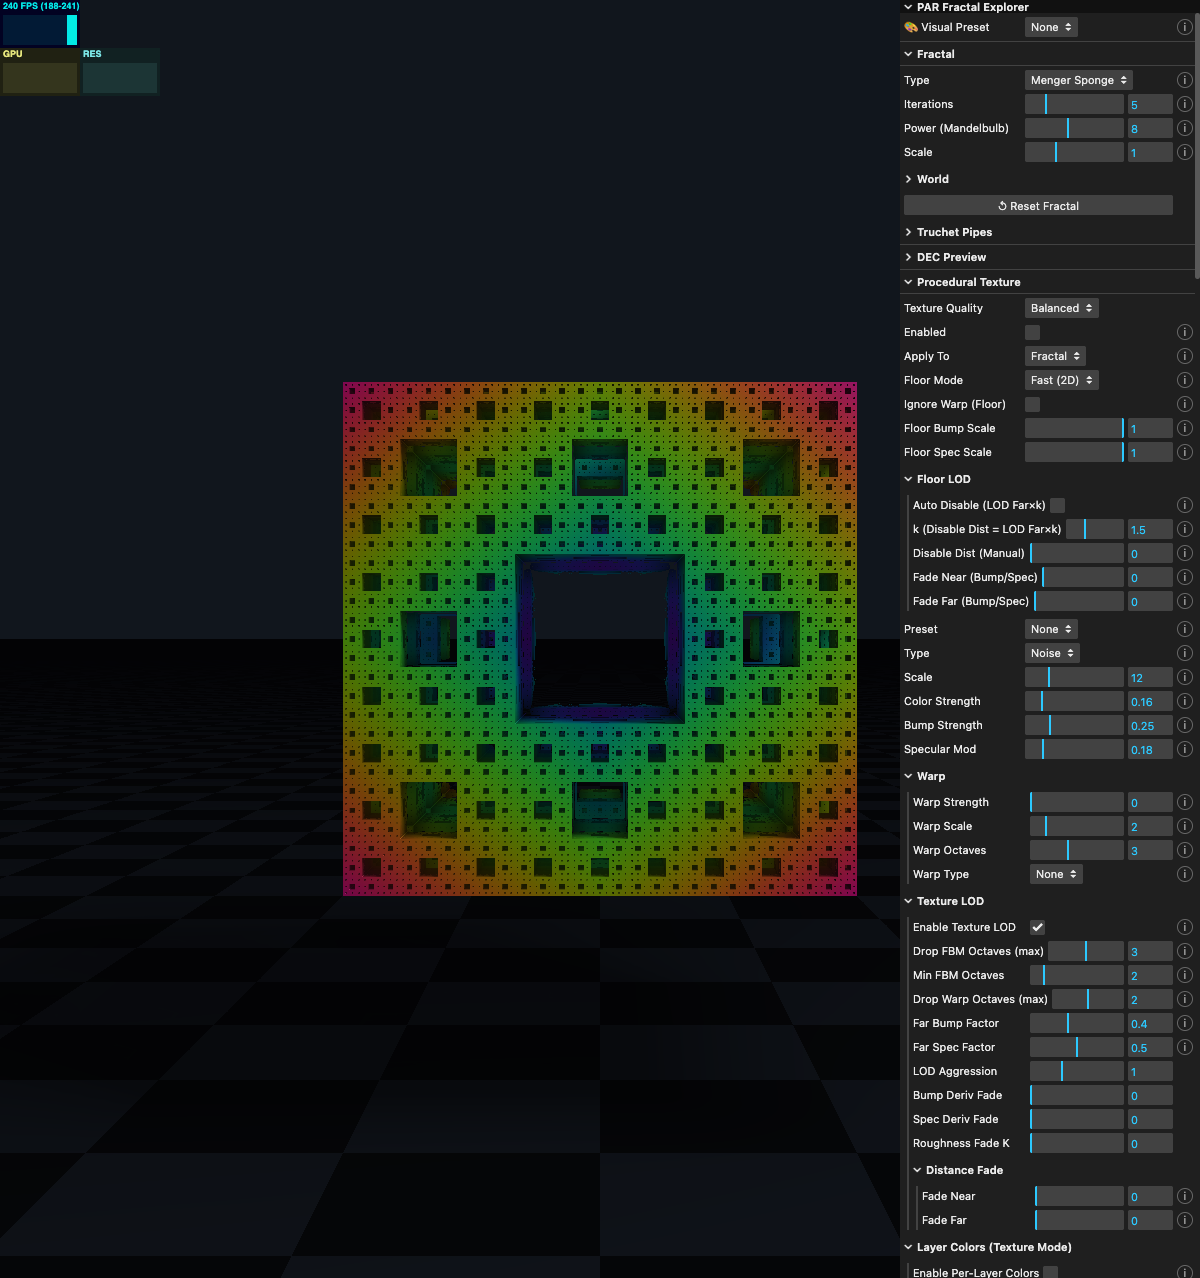 240 FPS (188-241)
GPU
RES
PAR Fractal Explorer
🎨 Visual Preset None
Fractal
Type Menger Sponge
Iterations 5
Power (Mandelbulb) 8
Scale 1
World
Reset Fractal
Truchet Pipes
DEC Preview
Procedural Texture
Texture Quality Balanced
Enabled
Apply To Fractal
Floor Mode Fast (2D)
Ignore Warp (Floor)
Floor Bump Scale 1
Floor Spec Scale 1
Floor LOD
Auto Disable (LOD Far×k)
k (Disable Dist = LOD Far×k) 1.5
Disable Dist (Manual) 0
Fade Near (Bump/Spec) 0
Fade Far (Bump/Spec) 0
Preset None
Type Noise
Scale 12
Color Strength 0.16
Bump Strength 0.25
Specular Mod 0.18
Warp
Warp Strength 0
Warp Scale 2
Warp Octaves 3
Warp Type None
Texture LOD
Enable Texture LOD
Drop FBM Octaves (max) 3
Min FBM Octaves 2
Drop Warp Octaves (max) 2
Far Bump Factor 0.4
Far Spec Factor 0.5
LOD Aggression 1
Bump Deriv Fade 0
Spec Deriv Fade 0
Roughness Fade K 0
Distance Fade
Fade Near 0
Fade Far 0
Layer Colors (Texture Mode)
Enable Per-Layer Colors